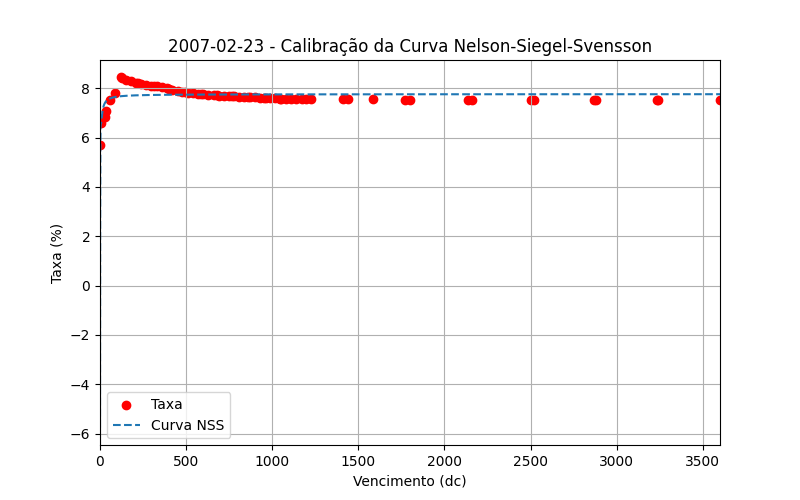 2007-02-23 - Calibração da Curva Nelson-Siegel-Svensson
Taxa (%)
8
6
4
2
0
−2
−4
−6
Taxa
Curva NSS
0 500 1000 1500 2000 2500 3000 3500
Vencimento (dc)